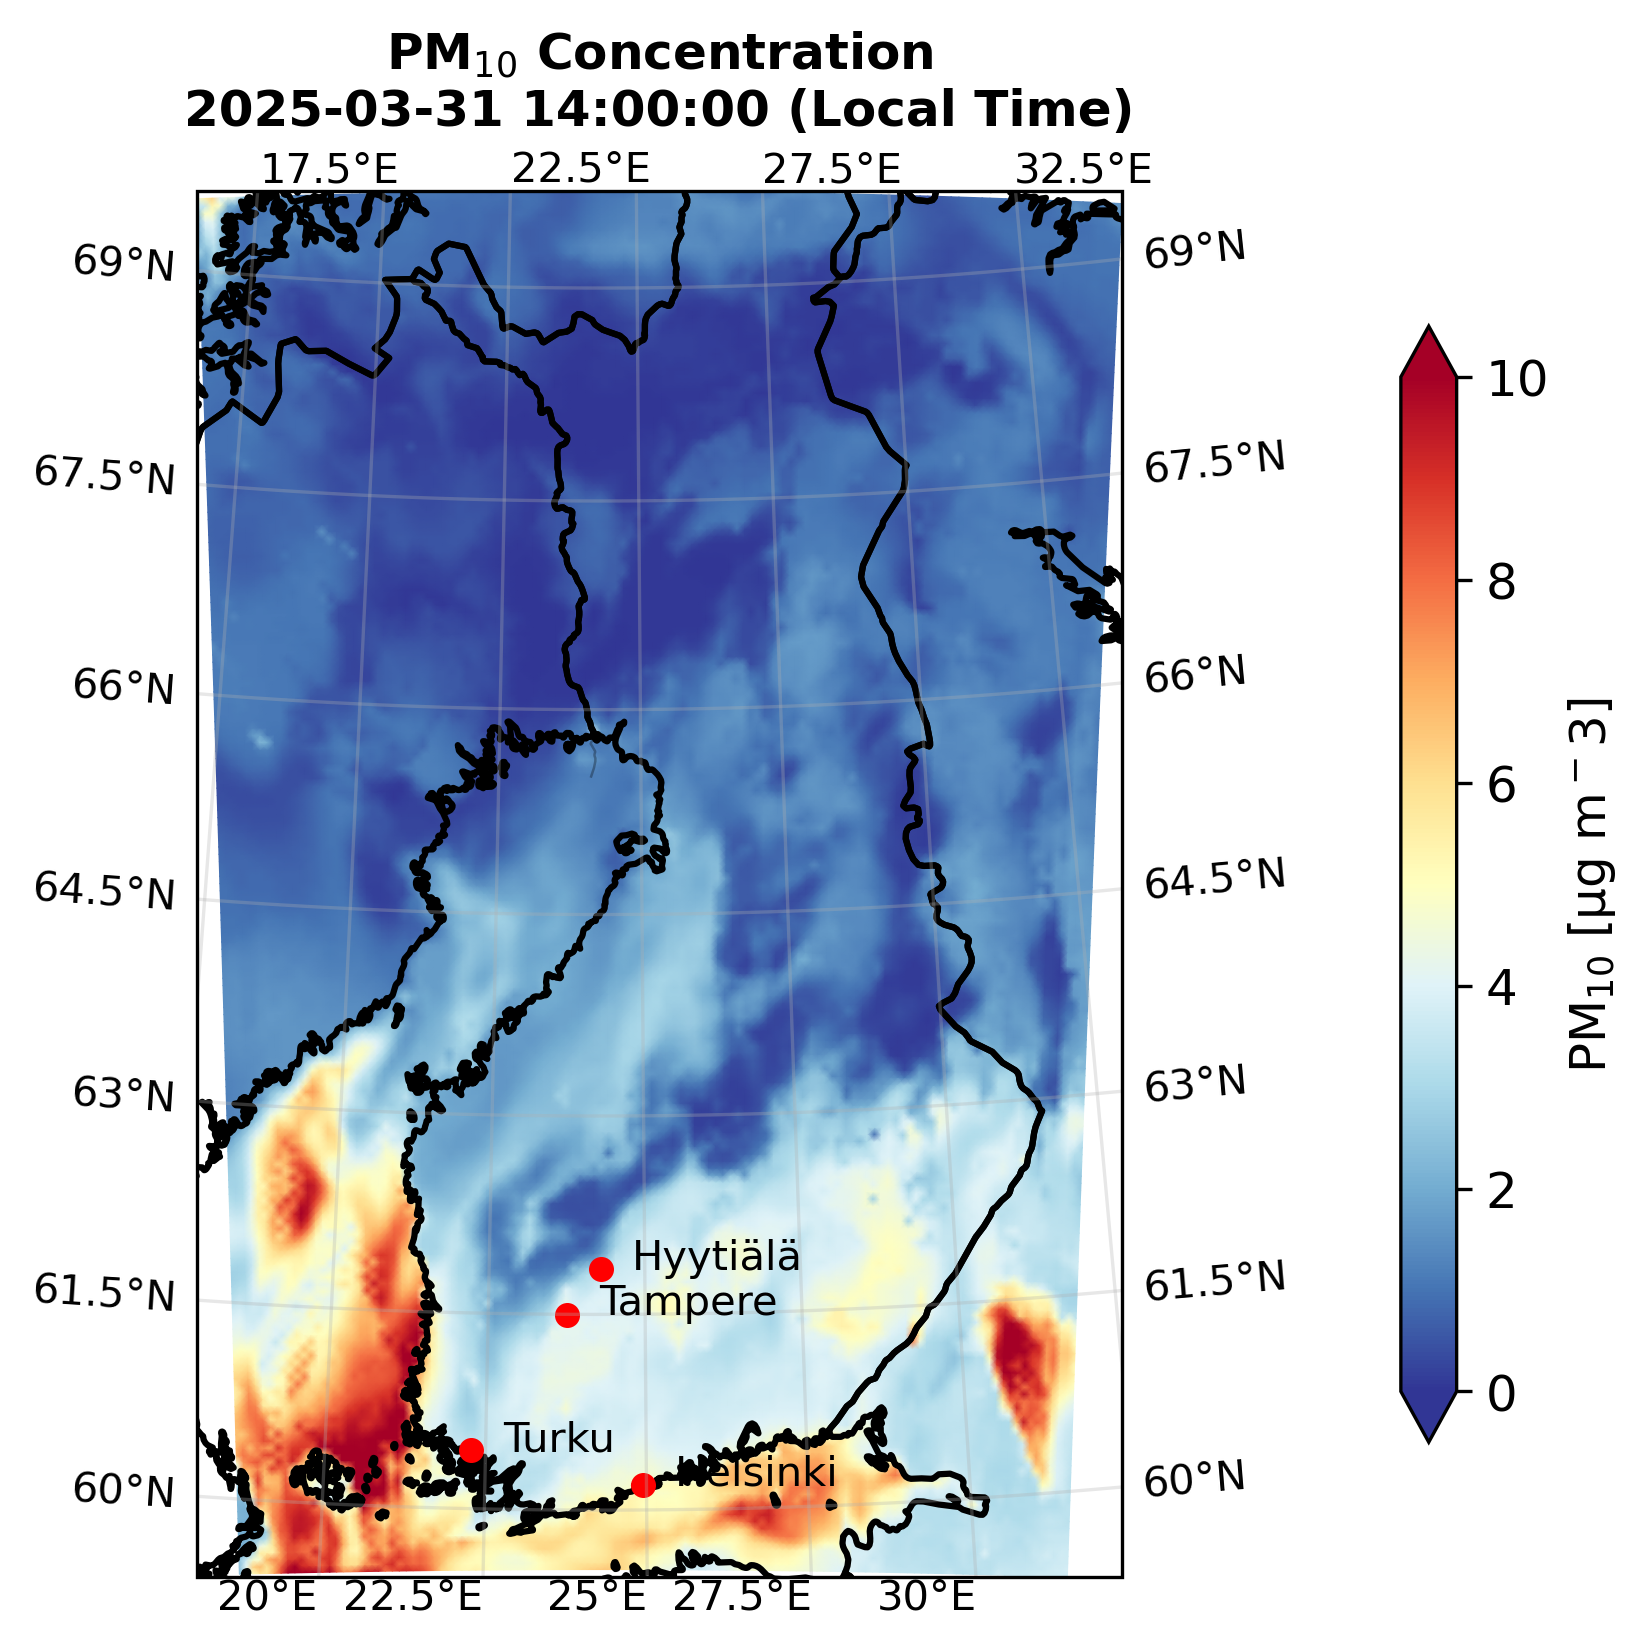 PM₁₀ Concentration
2025-03-31 14:00:00 (Local Time)
17.5°E 22.5°E 27.5°E 32.5°E
69°N 69°N
67.5°N 67.5°N
66°N 66°N
64.5°N 64.5°N
63°N 63°N
61.5°N 61.5°N
60°N 60°N
Hyytiälä
Tampere
Turku
Helsinki
20°E 22.5°E 25°E 27.5°E 30°E
10
8
6
4
2
0
PM₁₀ [µg m⁻ 3]